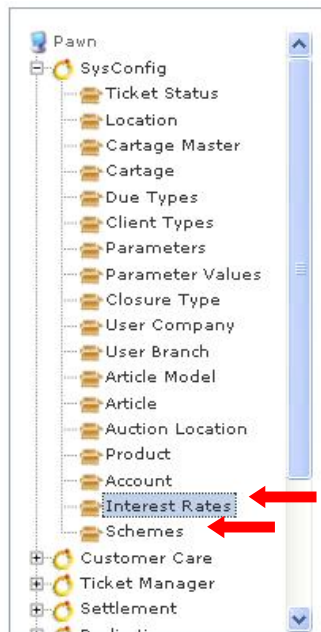 Pawn
SysConfig
Ticket Status
Location
Cartage Master
Cartage
Due Types
Client Types
Parameters
Parameter Values
Closure Type
User Company
User Branch
Article Model
Article
Auction Location
Product
Account
Interest Rates
Schemes
Customer Care
Ticket Manager
Settlement